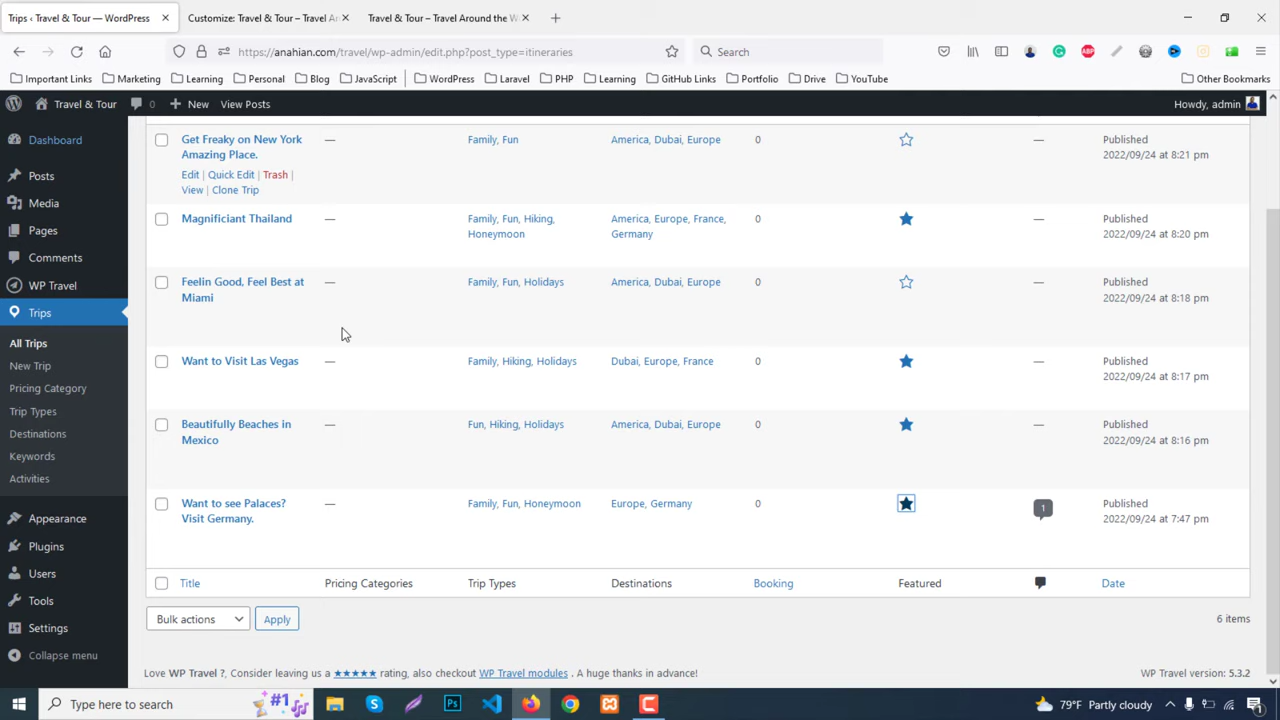 Trips ‹ Travel & Tour — WordPress
Customize: Travel & Tour – Travel Ar
Travel & Tour – Travel Around the W
https://anahian.com/travel/wp-admin/edit.php?post_type=itineraries
Search
Important Links
Marketing
Learning
Personal
Blog
JavaScript
WordPress
Laravel
PHP
Learning
GitHub Links
Portfolio
Drive
YouTube
Other Bookmarks
Travel & Tour
0
New
View Posts
Howdy, admin
Dashboard
Posts
Media
Pages
Comments
WP Travel
Trips
All Trips
New Trip
Pricing Category
Trip Types
Destinations
Keywords
Activities
Appearance
Plugins
Users
Tools
Settings
Collapse menu
Get Freaky on New York
Amazing Place.
Edit | Quick Edit | Trash |
View | Clone Trip
—
Family, Fun
America, Dubai, Europe
0
—
Published
2022/09/24 at 8:21 pm
Magnificiant Thailand
—
Family, Fun, Hiking,
Honeymoon
America, Europe, France,
Germany
0
—
Published
2022/09/24 at 8:20 pm
Feelin Good, Feel Best at
Miami
—
Family, Fun, Holidays
America, Dubai, Europe
0
—
Published
2022/09/24 at 8:18 pm
Want to Visit Las Vegas
—
Family, Hiking, Holidays
Dubai, Europe, France
0
—
Published
2022/09/24 at 8:17 pm
Beautifully Beaches in
Mexico
—
Fun, Hiking, Holidays
America, Dubai, Europe
0
—
Published
2022/09/24 at 8:16 pm
Want to see Palaces?
Visit Germany.
—
Family, Fun, Honeymoon
Europe, Germany
0
1
Published
2022/09/24 at 7:47 pm
Title
Pricing Categories
Trip Types
Destinations
Booking
Featured
Date
Bulk actions
Apply
6 items
Love WP Travel ?, Consider leaving us a ★★★★★ rating, also checkout WP Travel modules . A huge thanks in advance!
WP Travel version: 5.3.2
Type here to search
#1
79°F Partly cloudy